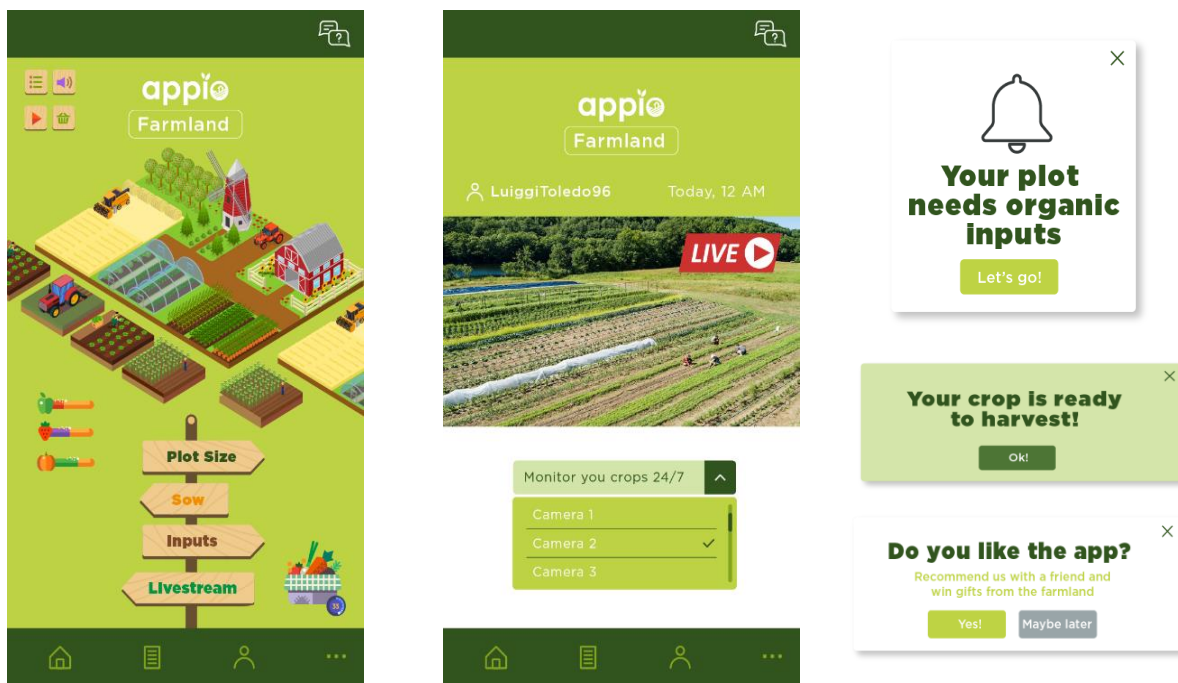 appio
Farmland
Plot Size
Sow
Inputs
Livestream
33
appio
Farmland
LuiggiToledo96
Today, 12 AM
LIVE
Monitor you crops 24/7
Camera 1
Camera 2
Camera 3
Your plot
needs organic
inputs
Let's go!
Your crop is ready
to harvest!
Ok!
Do you like the app?
Recommend us with a friend and
win gifts from the farmland
Yes!
Maybe later